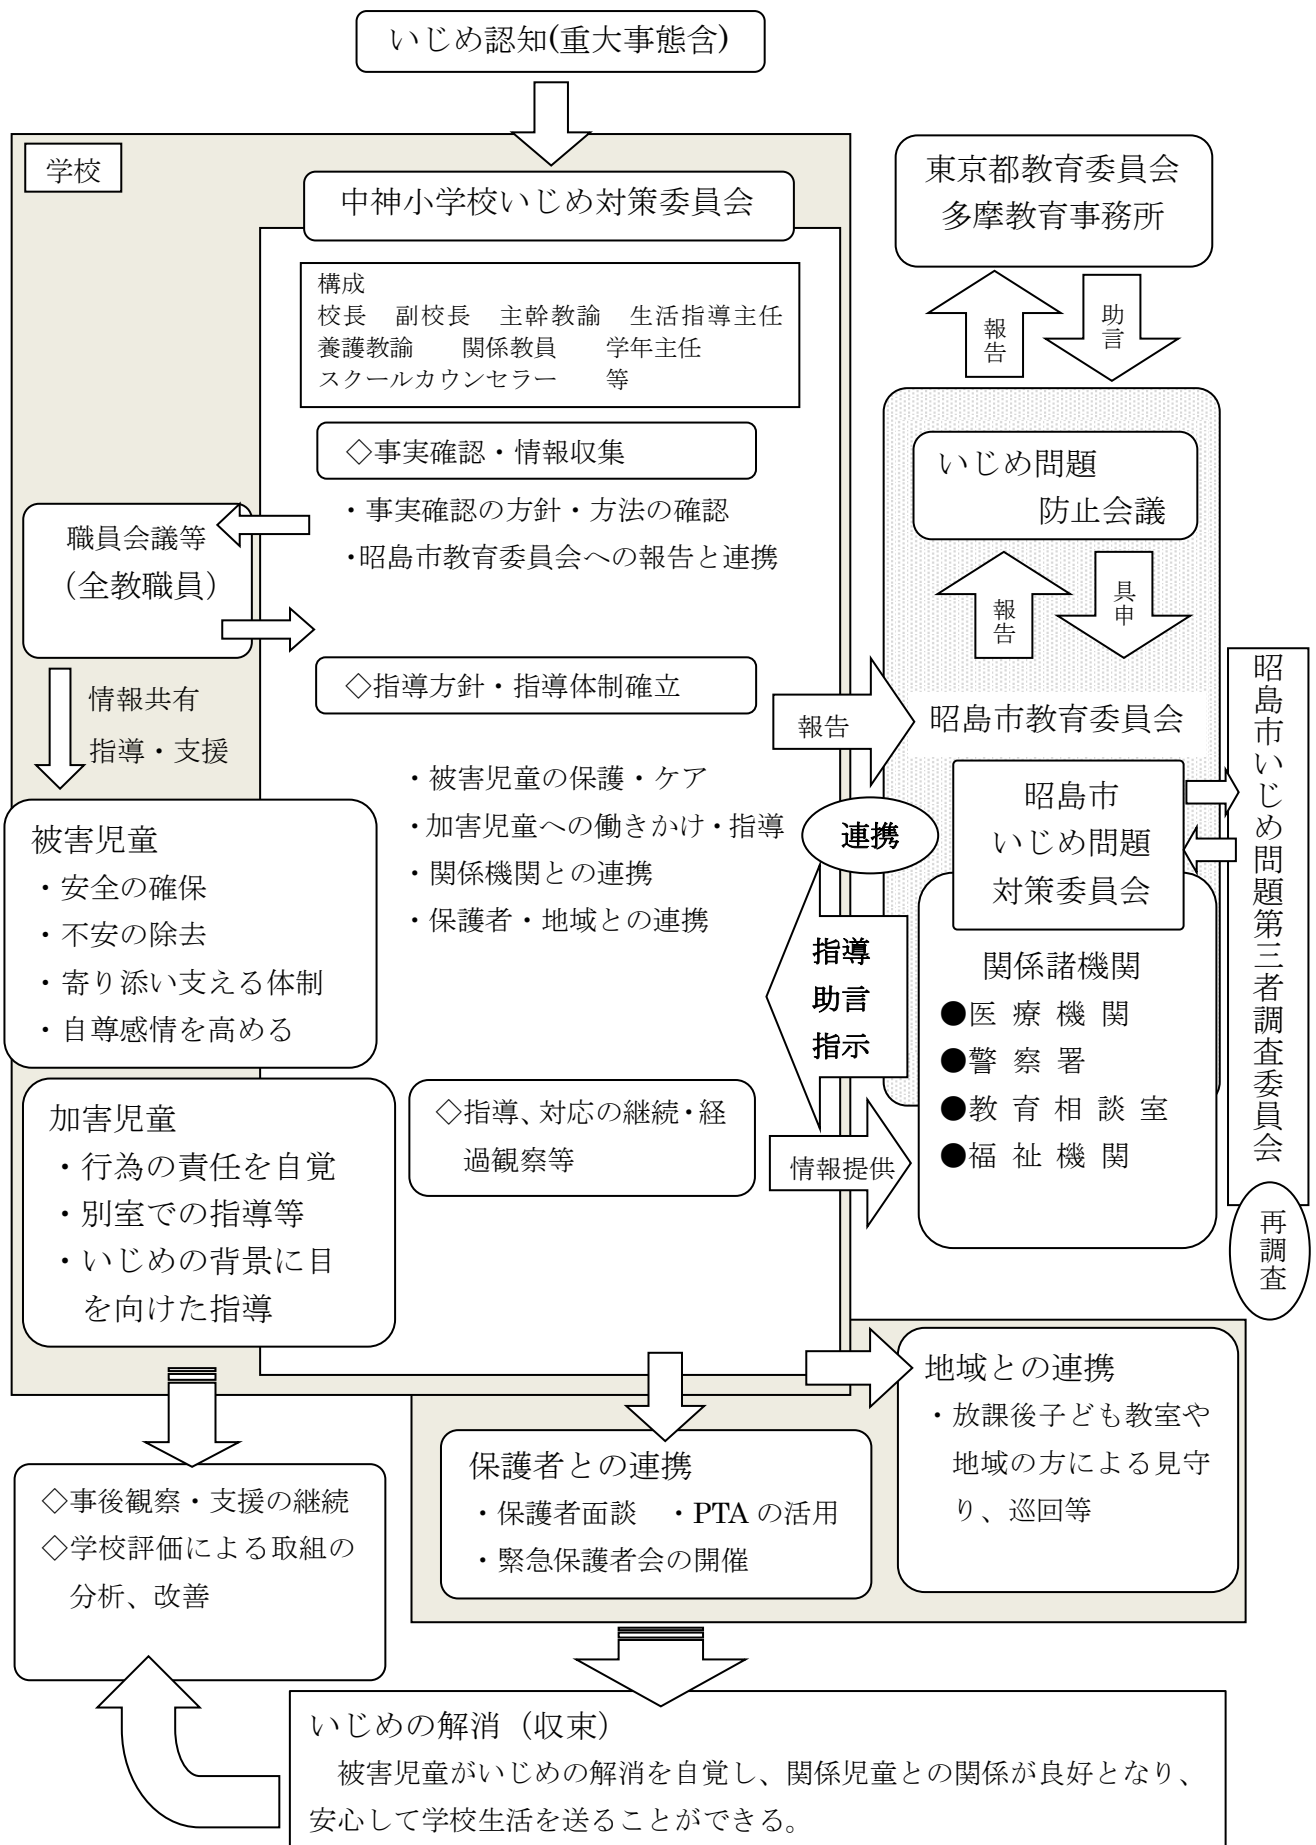 いじめ認知(重大事態含)
学校
中神小学校いじめ対策委員会
構成
校長　副校長　主幹教諭　生活指導主任
養護教諭　　関係教員　　学年主任
スクールカウンセラー　　等
◇事実確認・情報収集
・事実確認の方針・方法の確認
・昭島市教育委員会への報告と連携
職員会議等
（全教職員）
情報共有
指導・支援
◇指導方針・指導体制確立
・被害児童の保護・ケア
・加害児童への働きかけ・指導
・関係機関との連携
・保護者・地域との連携
被害児童
・安全の確保
・不安の除去
・寄り添い支える体制
・自尊感情を高める
加害児童
・行為の責任を自覚
・別室での指導等
・いじめの背景に目
を向けた指導
◇指導、対応の継続・経
過観察等
東京都教育委員会
多摩教育事務所
報告
助言
いじめ問題
防止会議
報告
具申
報告
昭島市教育委員会
連携
昭島市
いじめ問題
対策委員会
指導
助言
指示
関係諸機関
●医 療 機 関
●警 察 署
●教 育 相 談 室
●福 祉 機 関
情報提供
昭島市いじめ問題第三者調査委員会
再調査
地域との連携
・放課後子ども教室や
地域の方による見守
り、巡回等
保護者との連携
・保護者面談　・PTA の活用
・緊急保護者会の開催
◇事後観察・支援の継続
◇学校評価による取組の
分析、改善
いじめの解消（収束）
被害児童がいじめの解消を自覚し、関係児童との関係が良好となり、
安心して学校生活を送ることができる。